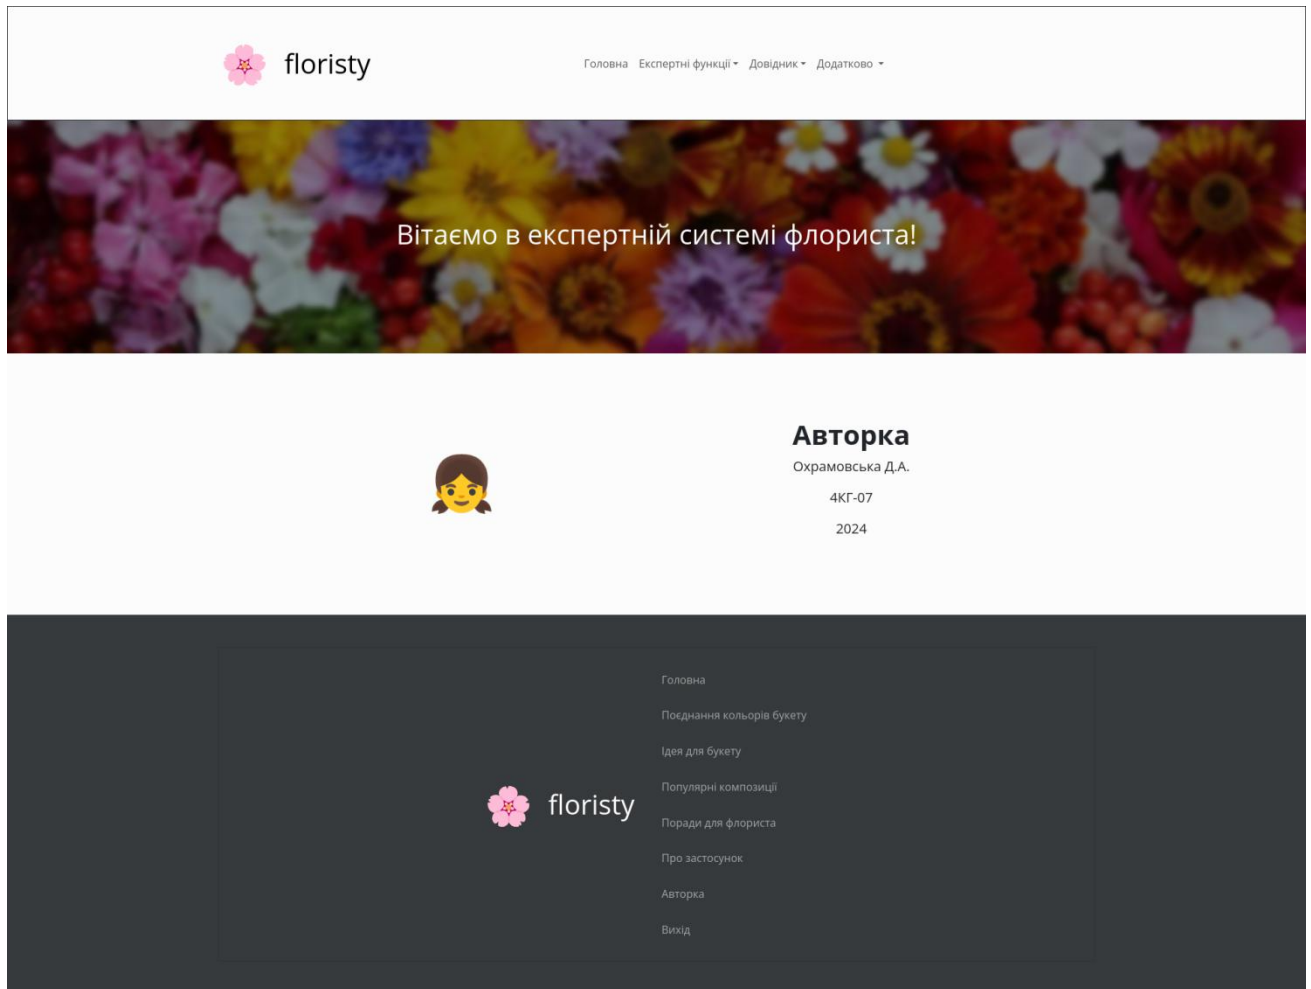 floristy
Головна Експертні функції Довідник Додатково
Вітаємо в експертній системі флориста!
Авторка
Охрамовська Д.А.
4КГ-07
2024
Головна
Поєднання кольорів букету
Ідея для букету
Популярні композиції
floristy
Поради для флориста
Про застосунок
Авторка
Вихід